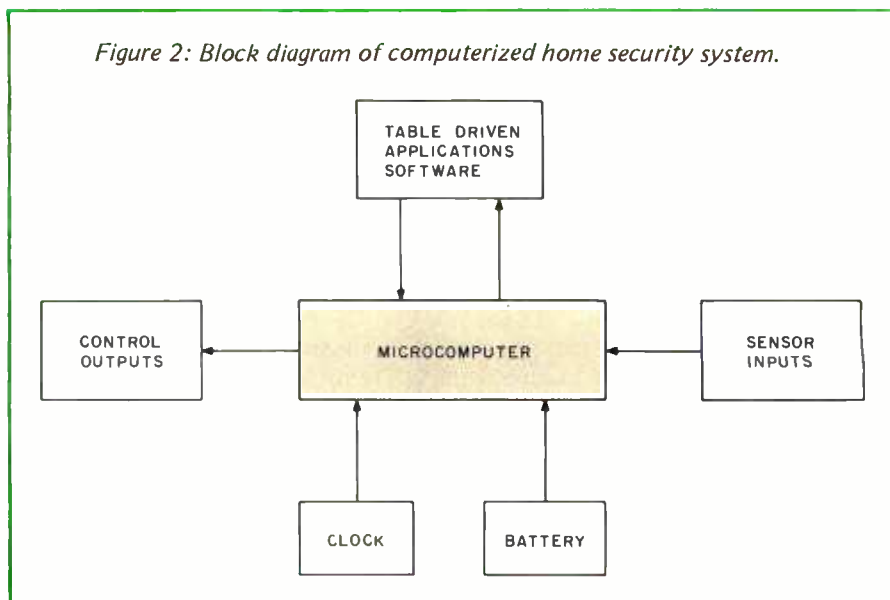 Figure 2: Block diagram of computerized home security system.
TABLE DRIVEN
APPLICATIONS
SOFTWARE
CONTROL
OUTPUTS
MICROCOMPUTER
SENSOR
INPUTS
CLOCK
BATTERY